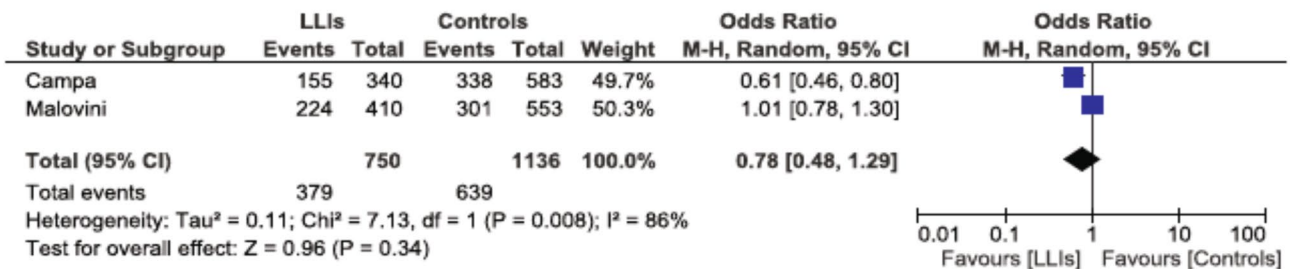 LLIs Controls Odds Ratio Odds Ratio
Study or Subgroup Events Total Events Total Weight M-H, Random, 95% CI M-H, Random, 95% CI
Campa 155 340 338 583 49.7% 0.61 [0.46, 0.80]
Malovini 224 410 301 553 50.3% 1.01 [0.78, 1.30]
Total (95% CI) 750 1136 100.0% 0.78 [0.48, 1.29]
Total events 379 639
Heterogeneity: Tau² = 0.11; Chi² = 7.13, df = 1 (P = 0.008); I² = 86%
Test for overall effect: Z = 0.96 (P = 0.34)
0.01 0.1 1 10 100
Favours [LLIs] Favours [Controls]